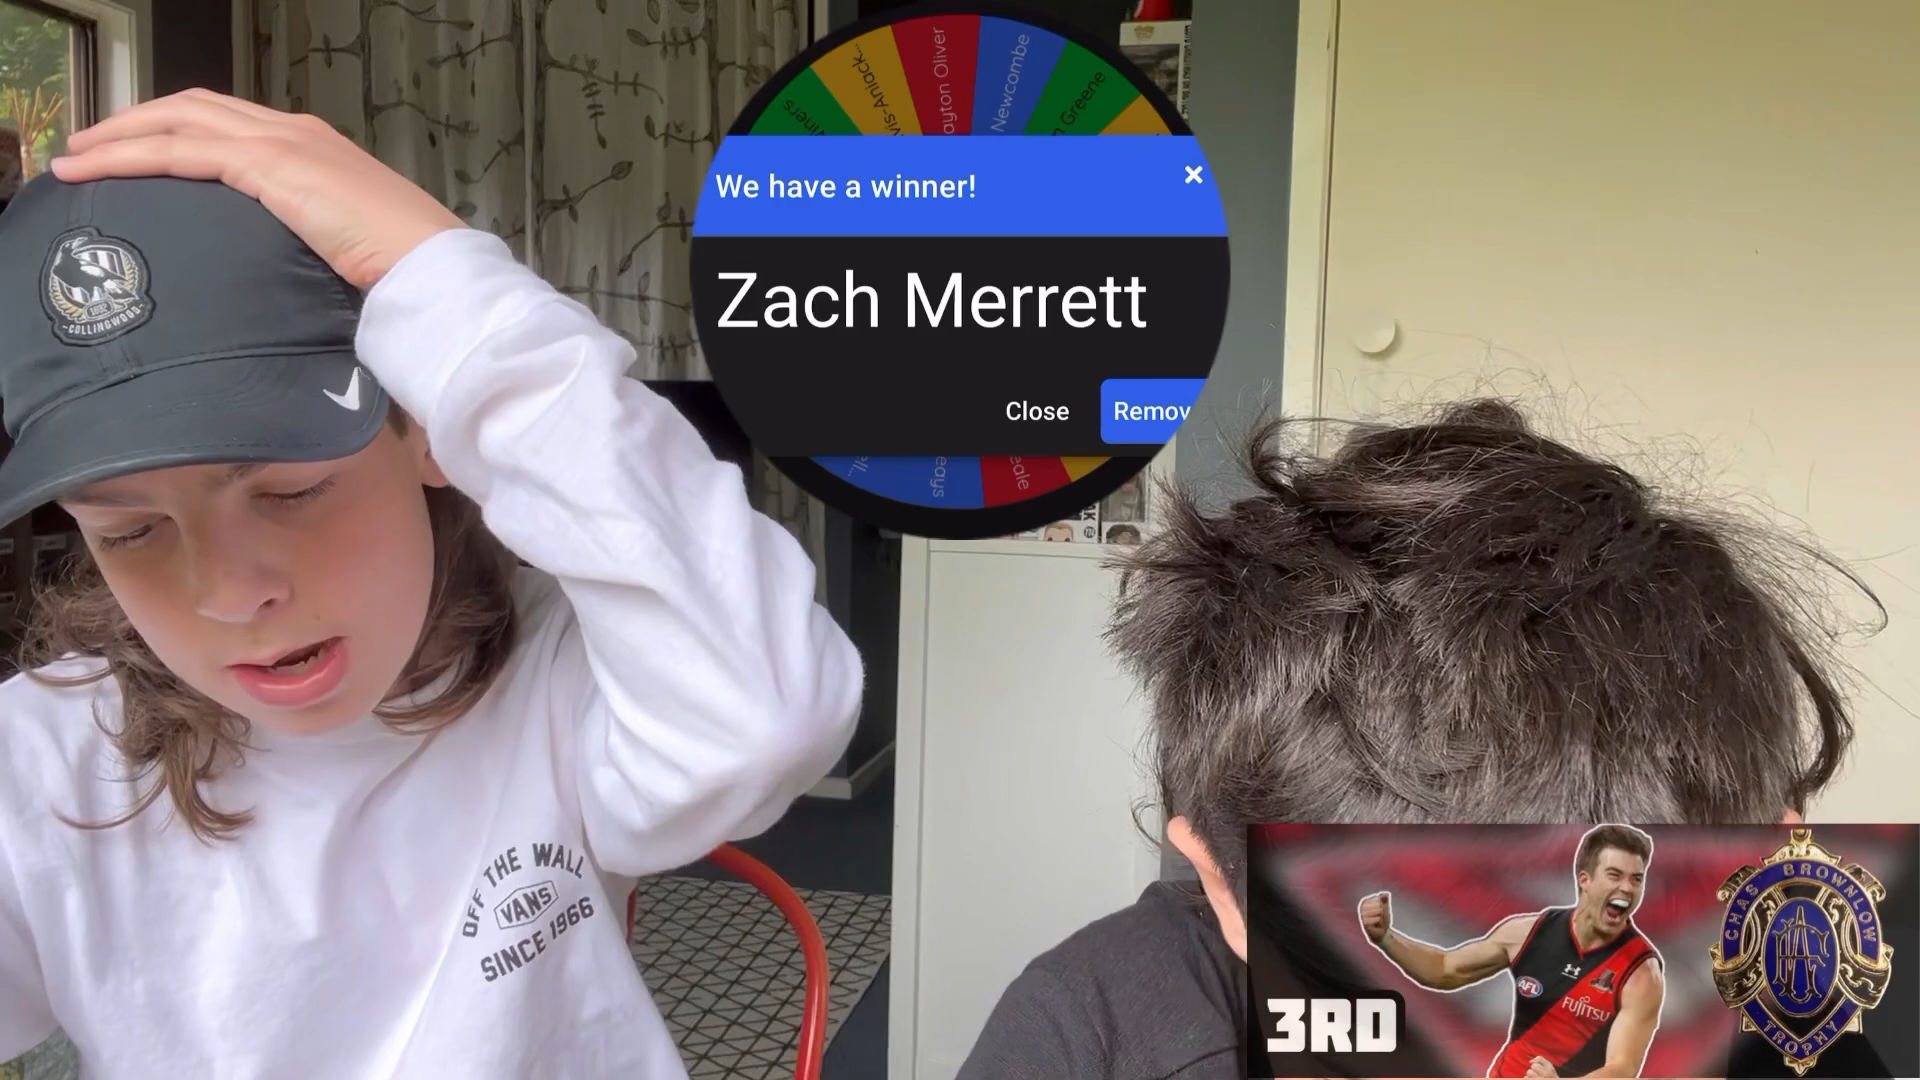 ayton Oliver
Newcombe
Greene
We have a winner!
Zach Merrett
Close
Remov
COLLINGWOOD
OFF THE WALL
VANS
SINCE 1966
3RD
AFL
FUJITSU
CHAS BROWNLOW
TROPHY